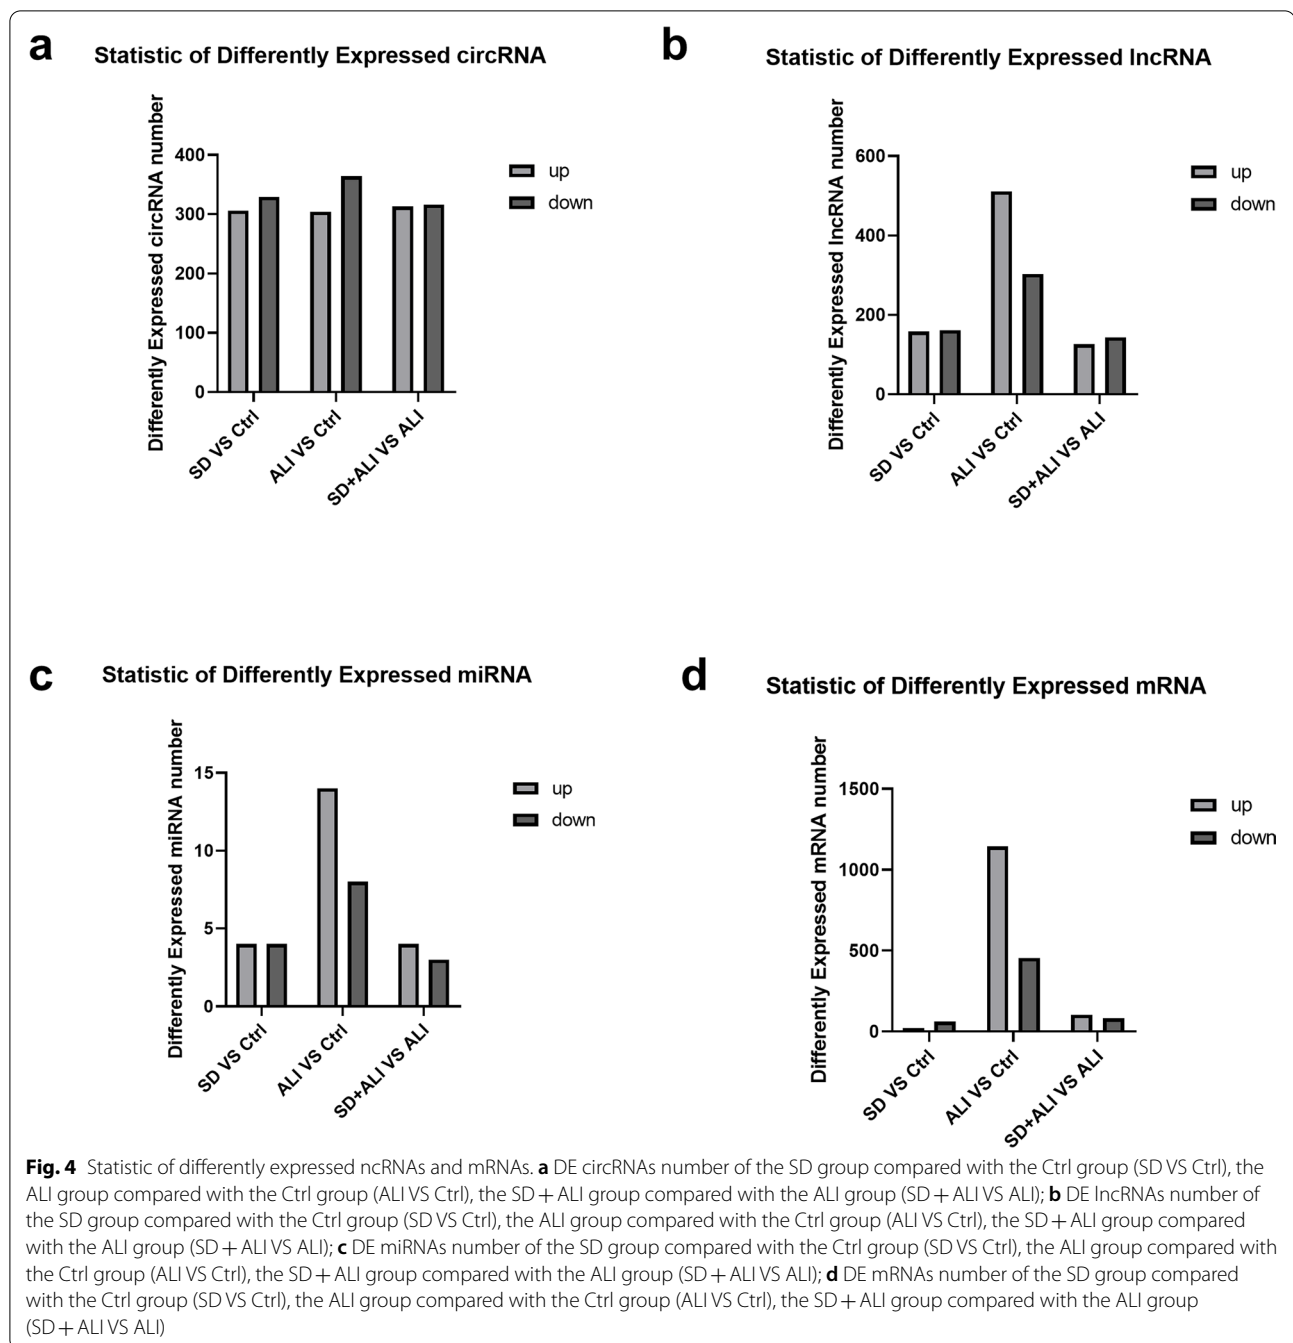 a
Statistic of Differently Expressed circRNA
Differently Expressed circRNA number
400
300
200
100
0
up
down
SD VS Ctrl
ALI VS Ctrl
SD+ALI VS ALI
b
Statistic of Differently Expressed lncRNA
Differently Expressed lncRNA number
600
400
200
0
up
down
SD VS Ctrl
ALI VS Ctrl
SD+ALI VS ALI
c
Statistic of Differently Expressed miRNA
Differently Expressed miRNA number
15
10
5
0
up
down
SD VS Ctrl
ALI VS Ctrl
SD+ALI VS ALI
d
Statistic of Differently Expressed mRNA
Differently Expressed mRNA number
1500
1000
500
0
up
down
SD VS Ctrl
ALI VS Ctrl
SD+ALI VS ALI
Fig. 4 Statistic of differently expressed ncRNAs and mRNAs. a DE circRNAs number of the SD group compared with the Ctrl group (SD VS Ctrl), the
ALI group compared with the Ctrl group (ALI VS Ctrl), the SD + ALI group compared with the ALI group (SD + ALI VS ALI); b DE lncRNAs number of
the SD group compared with the Ctrl group (SD VS Ctrl), the ALI group compared with the Ctrl group (ALI VS Ctrl), the SD + ALI group compared
with the ALI group (SD + ALI VS ALI); c DE miRNAs number of the SD group compared with the Ctrl group (SD VS Ctrl), the ALI group compared with
the Ctrl group (ALI VS Ctrl), the SD + ALI group compared with the ALI group (SD + ALI VS ALI); d DE mRNAs number of the SD group compared
with the Ctrl group (SD VS Ctrl), the ALI group compared with the Ctrl group (ALI VS Ctrl), the SD + ALI group compared with the ALI group
(SD + ALI VS ALI)